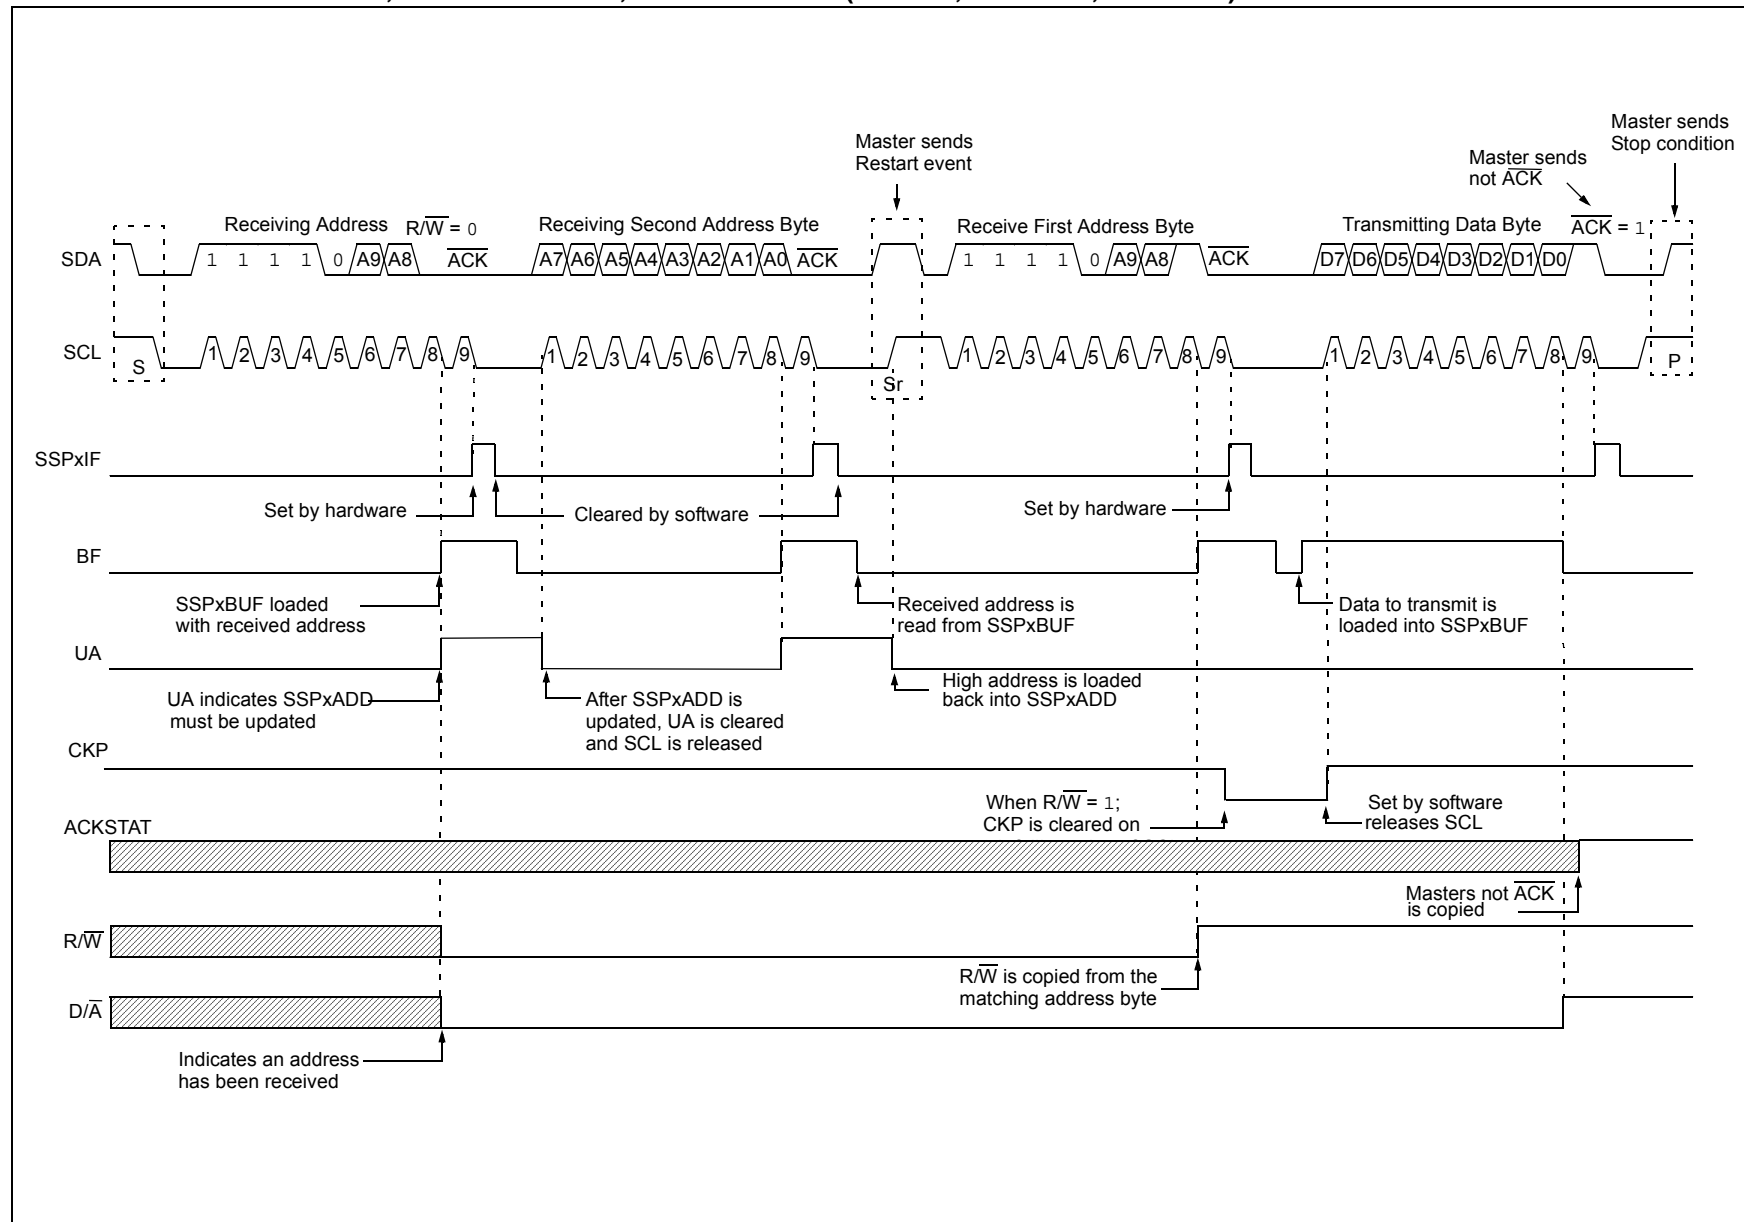 Master sends
Stop condition
Master sends
Restart event
Master sends
not A̅C̅K̅
Receiving Address R/W̅ = 0
Receiving Second Address Byte
Receive First Address Byte
Transmitting Data Byte
A̅C̅K̅ = 1
SDA
1 1 1 1 0 A9 A8 A̅C̅K̅
A7 A6 A5 A4 A3 A2 A1 A0 A̅C̅K̅
1 1 1 1 0 A9 A8 A̅C̅K̅
D7 D6 D5 D4 D3 D2 D1 D0
SCL
S
1 2 3 4 5 6 7 8 9
1 2 3 4 5 6 7 8 9
Sr
1 2 3 4 5 6 7 8 9
1 2 3 4 5 6 7 8 9
P
SSPxIF
Set by hardware
Cleared by software
Set by hardware
BF
SSPxBUF loaded
with received address
Received address is
read from SSPxBUF
Data to transmit is
loaded into SSPxBUF
UA
UA indicates SSPxADD
must be updated
After SSPxADD is
updated, UA is cleared
and SCL is released
High address is loaded
back into SSPxADD
CKP
When R/W̅ = 1;
CKP is cleared on
Set by software
releases SCL
ACKSTAT
Masters not A̅C̅K̅
is copied
R/W̅
R/W̅ is copied from the
matching address byte
D/A̅
Indicates an address
has been received